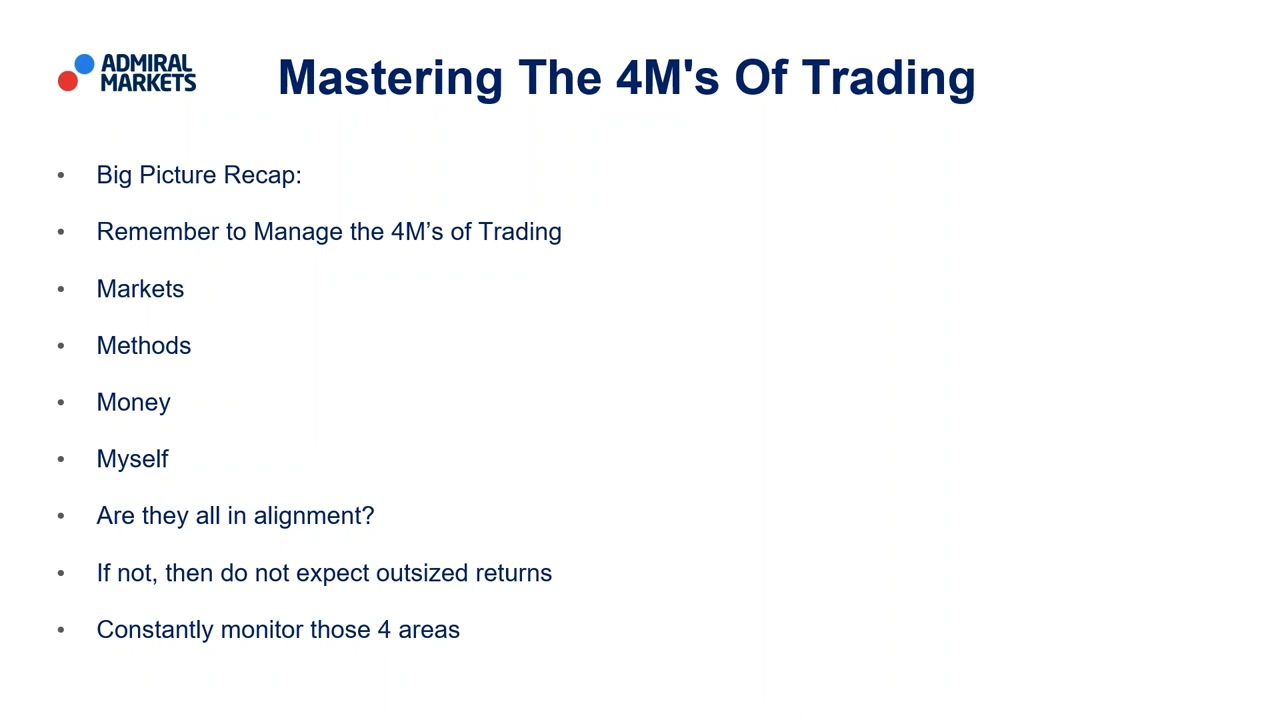 ADMIRAL
MARKETS
Mastering The 4M's Of Trading
• Big Picture Recap:
• Remember to Manage the 4M’s of Trading
• Markets
• Methods
• Money
• Myself
• Are they all in alignment?
• If not, then do not expect outsized returns
• Constantly monitor those 4 areas